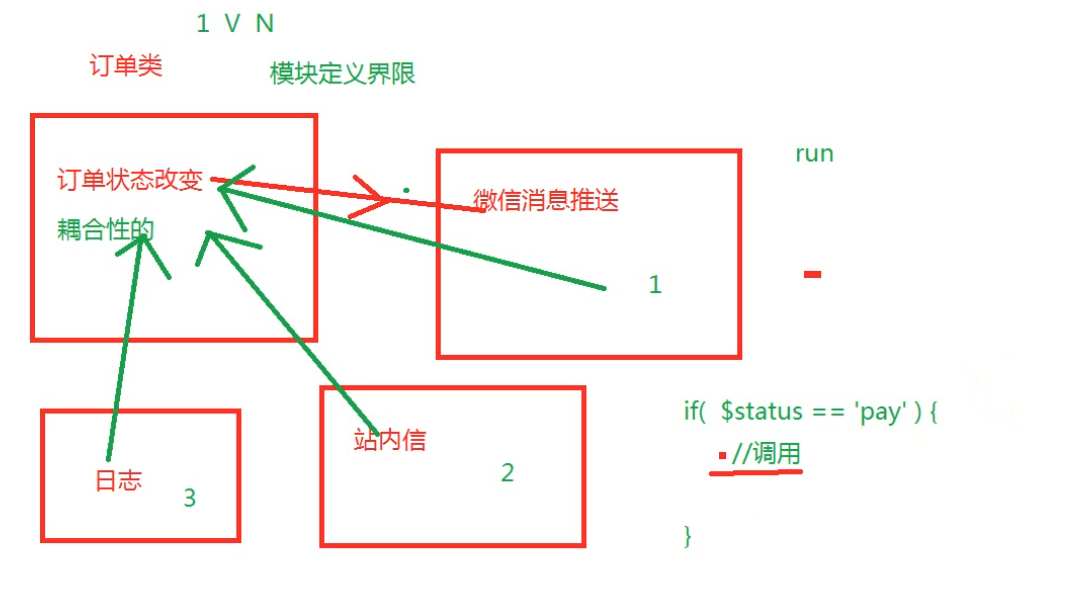 1 V N
订单类
模块定义界限
订单状态改变
耦合性的
微信消息推送
1
run
日志
3
站内信
2
if( $status == 'pay' ) {
//调用
}